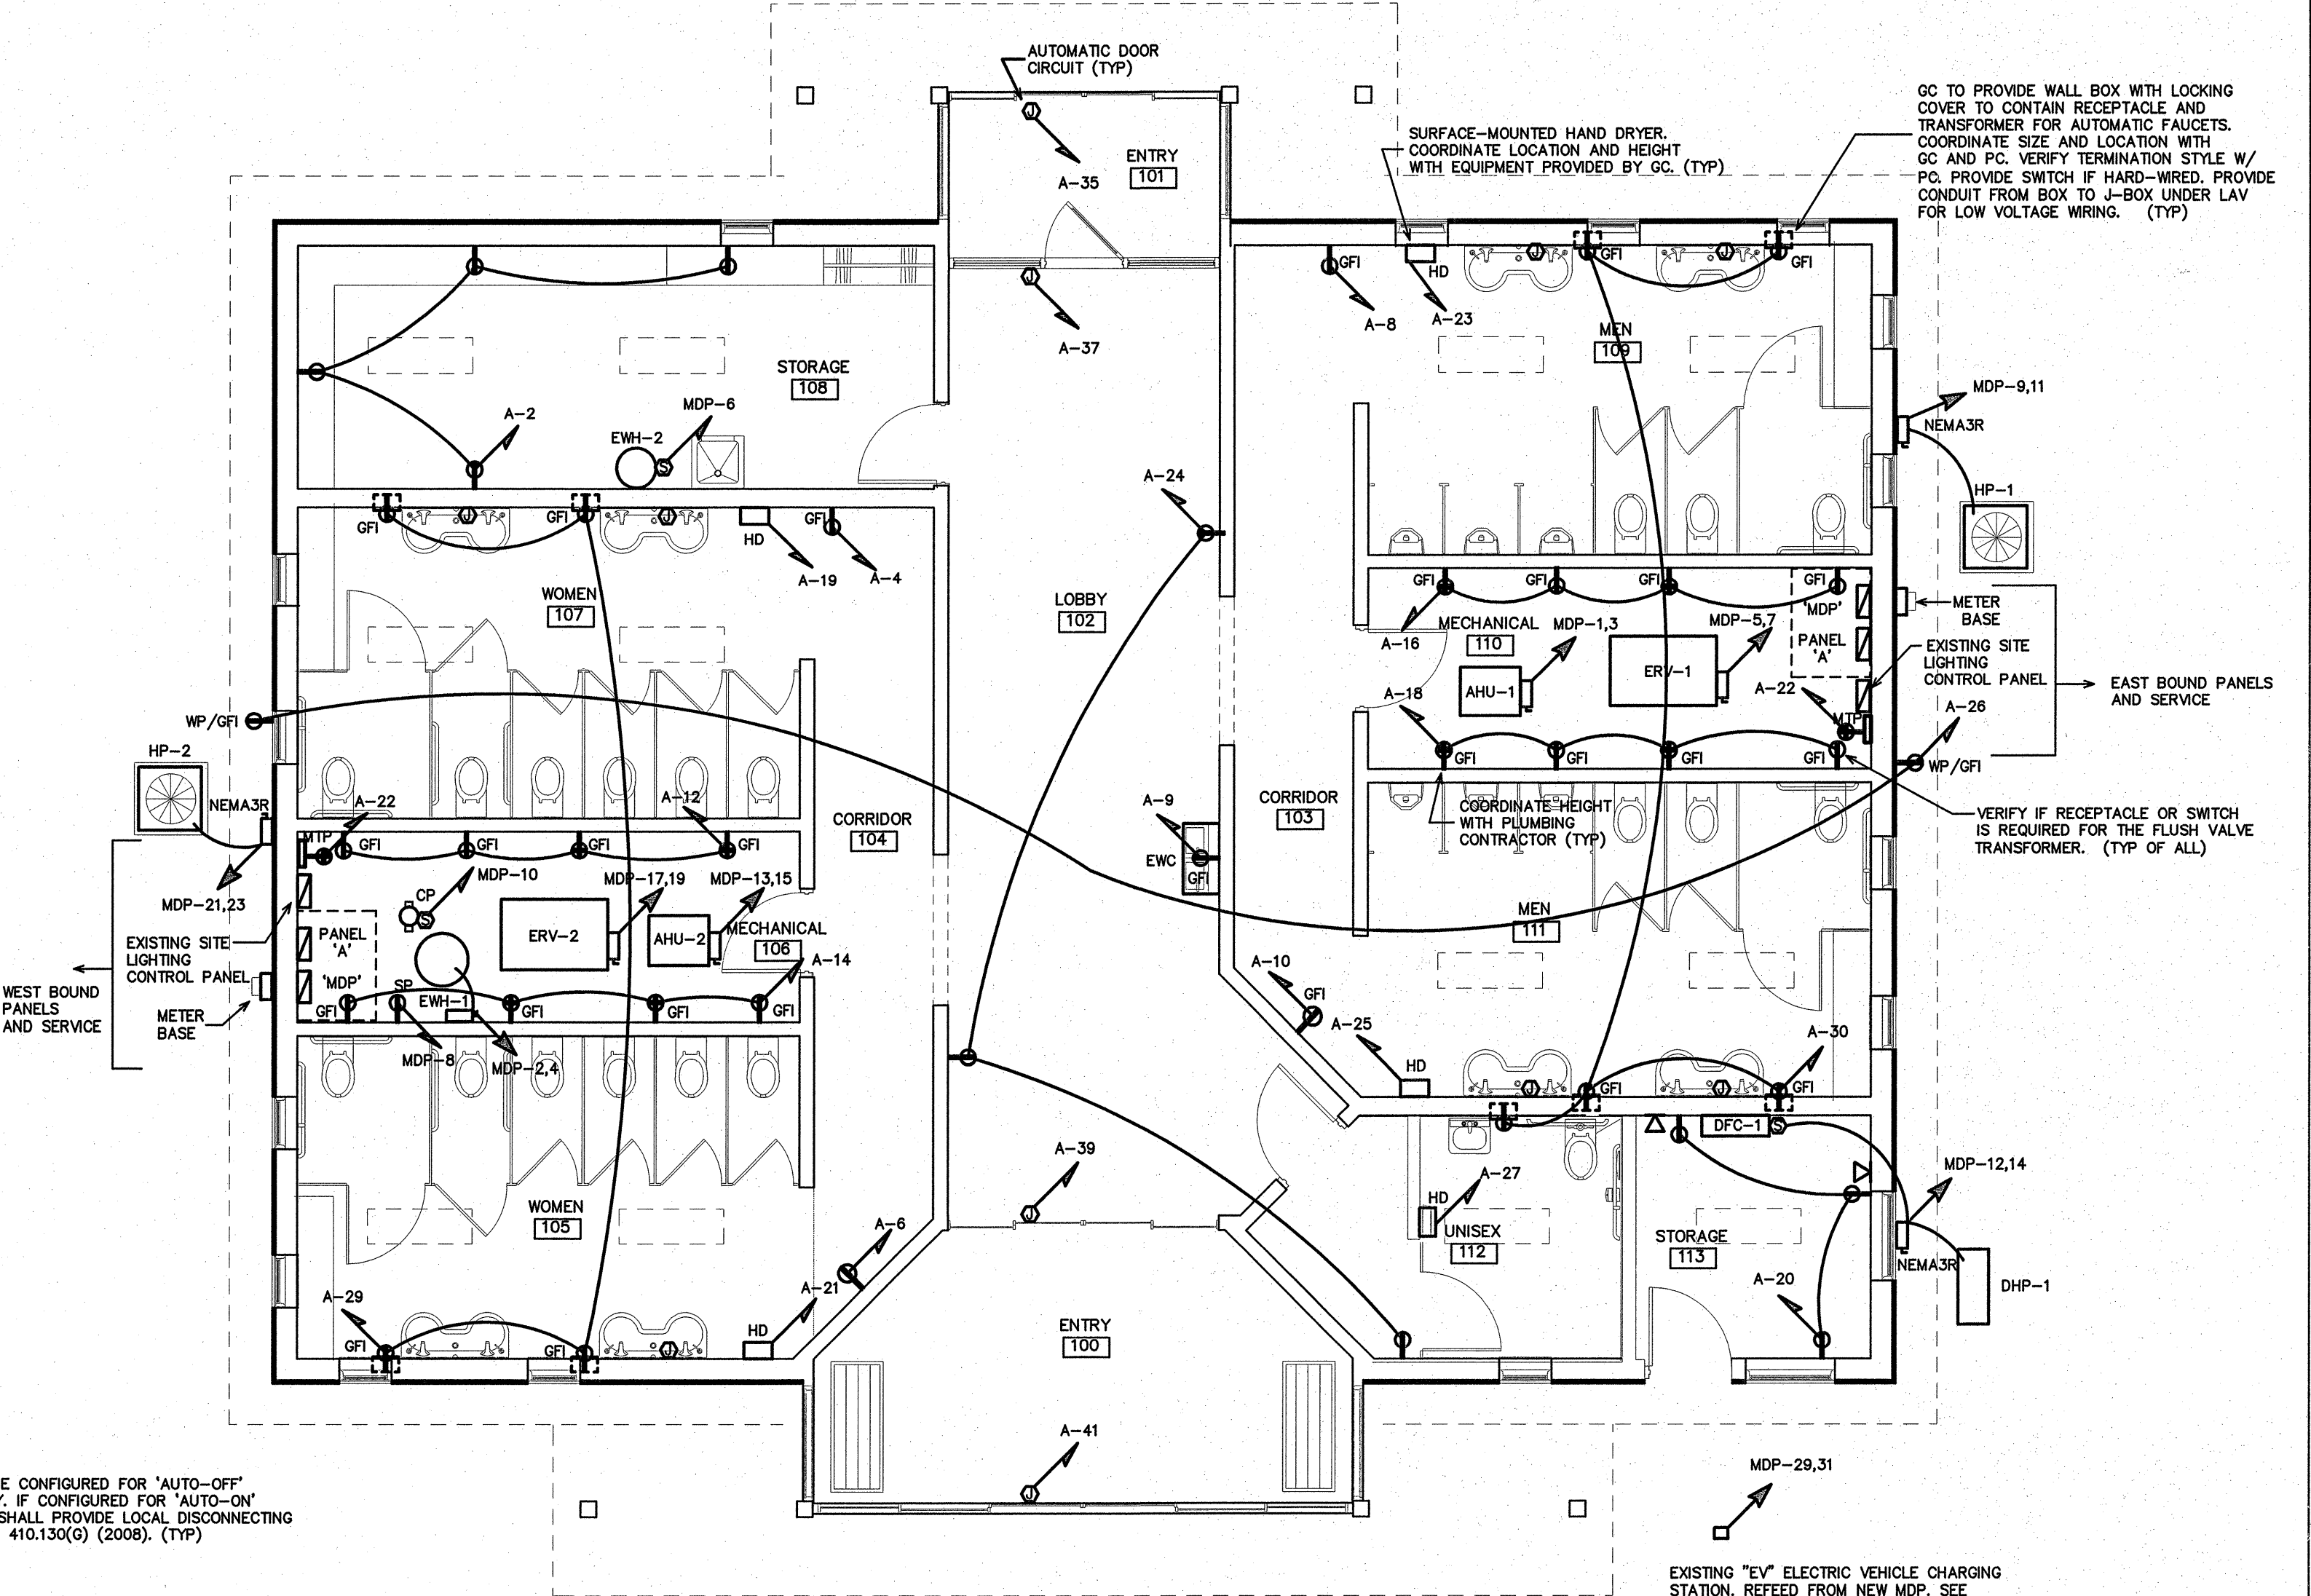 AUTOMATIC DOOR
CIRCUIT (TYP)
J
A-35
ENTRY
101
SURFACE-MOUNTED HAND DRYER.
COORDINATE LOCATION AND HEIGHT
WITH EQUIPMENT PROVIDED BY GC. (TYP)
GC TO PROVIDE WALL BOX WITH LOCKING
COVER TO CONTAIN RECEPTACLE AND
TRANSFORMER FOR AUTOMATIC FAUCETS.
COORDINATE SIZE AND LOCATION WITH
GC AND PC. VERIFY TERMINATION STYLE W/
PC. PROVIDE SWITCH IF HARD-WIRED. PROVIDE
CONDUIT FROM BOX TO J-BOX UNDER LAV
FOR LOW VOLTAGE WIRING. (TYP)
J
A-37
GFI
A-8
HD
A-23
J
GFI
J
GFI
MEN
109
STORAGE
108
A-2
EWH-2
S
MDP-6
MDP-9,11
NEMA3R
HP-1
GFI
J
GFI
J
HD
A-19
GFI
A-4
WOMEN
107
A-24
LOBBY
102
GFI
GFI
GFI
GFI
A-16
MECHANICAL
110
MDP-1,3
AHU-1
MDP-5,7
ERV-1
'MDP'
PANEL
'A'
A-22
MTP
METER
BASE
EXISTING SITE
LIGHTING
CONTROL PANEL
EAST BOUND PANELS
AND SERVICE
A-26
WP/GFI
A-18
GFI
GFI
GFI
GFI
COORDINATE HEIGHT
WITH PLUMBING
CONTRACTOR (TYP)
VERIFY IF RECEPTACLE OR SWITCH
IS REQUIRED FOR THE FLUSH VALVE
TRANSFORMER. (TYP OF ALL)
WP/GFI
HP-2
NEMA3R
MDP-21,23
A-22
MTP
GFI
GFI
GFI
A-12
GFI
CORRIDOR
104
CORRIDOR
103
A-9
EWC
GFI
CP
S
MDP-10
MDP-17,19
ERV-2
MDP-13,15
AHU-2
MECHANICAL
106
A-14
EXISTING SITE
LIGHTING
CONTROL PANEL
PANEL
'A'
'MDP'
WEST BOUND
PANELS
AND SERVICE
METER
BASE
GFI
SP
EWH-1
GFI
GFI
GFI
MDP-8
MDP-2,4
MEN
111
A-10
GFI
A-25
HD
J
GFI
J
GFI
A-30
WOMEN
105
A-29
GFI
GFI
J
HD
A-21
A-6
A-39
J
ENTRY
100
A-27
HD
UNISEX
112
DFC-1
S
STORAGE
113
A-20
MDP-12,14
NEMA3R
DHP-1
A-41
J
E CONFIGURED FOR 'AUTO-OFF'
Y. IF CONFIGURED FOR 'AUTO-ON'
SHALL PROVIDE LOCAL DISCONNECTING
410.130(G) (2008). (TYP)
MDP-29,31
EXISTING "EV" ELECTRIC VEHICLE CHARGING
STATION. REFEED FROM NEW MDP. SEE